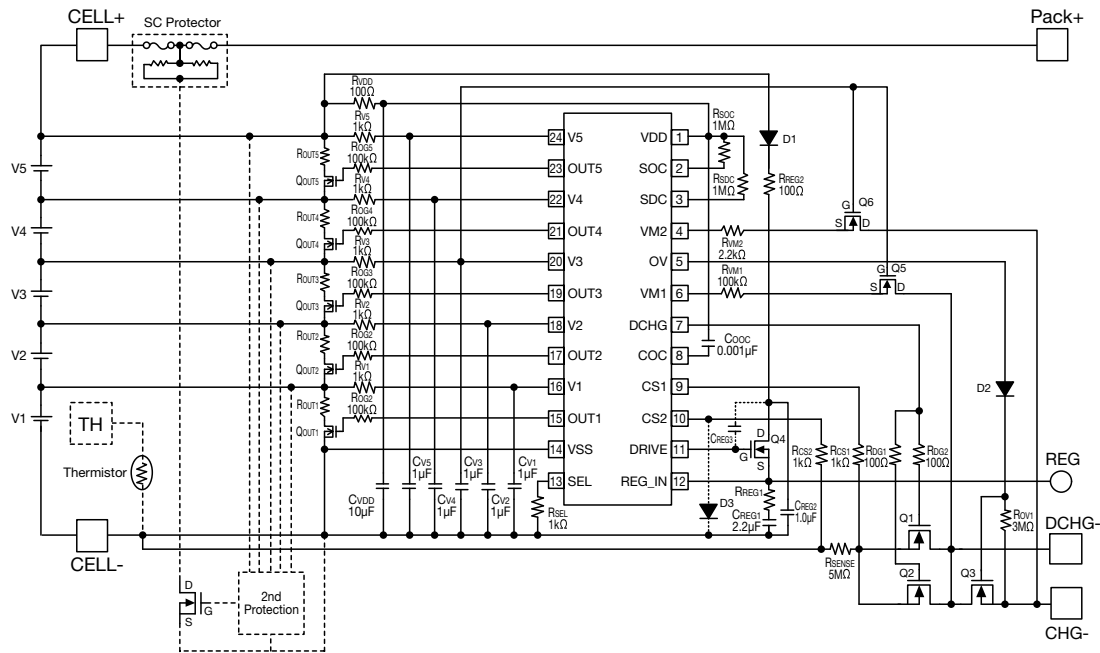 CELL+
SC Protector
Pack+
RVDD
100Ω
RV5
1kΩ
ROG5
100kΩ
RV4
1kΩ
ROG4
100kΩ
RV3
1kΩ
ROG3
100kΩ
RV2
1kΩ
ROG2
100kΩ
RV1
1kΩ
ROG2
100kΩ
ROUT5
QOUT5
ROUT4
QOUT4
ROUT3
QOUT3
ROUT2
QOUT2
ROUT1
QOUT1
V5
V4
V3
V2
V1
TH
Thermistor
CELL-
24 V5
23 OUT5
22 V4
21 OUT4
20 V3
19 OUT3
18 V2
17 OUT2
16 V1
15 OUT1
14 VSS
13 SEL
VDD 1
SOC 2
SDC 3
VM2 4
OV 5
VM1 6
DCHG 7
COC 8
CS1 9
CS2 10
DRIVE 11
REG_IN 12
RSOC
1MΩ
RSDC
1MΩ
D1
RREG2
100Ω
RVM2
2.2kΩ
RVM1
100kΩ
G Q6
S D
G Q5
S D
COOC
0.001µF
D2
CREG3
D
Q4
G
S
RCS2
1kΩ
RCS1
1kΩ
RDG1
100Ω
RDG2
100Ω
REG
CV5
1µF
CV3
1µF
CV1
1µF
CVDD
10µF
CV4
1µF
CV2
1µF
RSEL
1kΩ
D3
RREG1
CREG1
2.2µF
CREG2
1.0µF
RSENSE
5MΩ
Q1
Q2
Q3
ROV1
3MΩ
DCHG-
CHG-
D
G
S
2nd
Protection